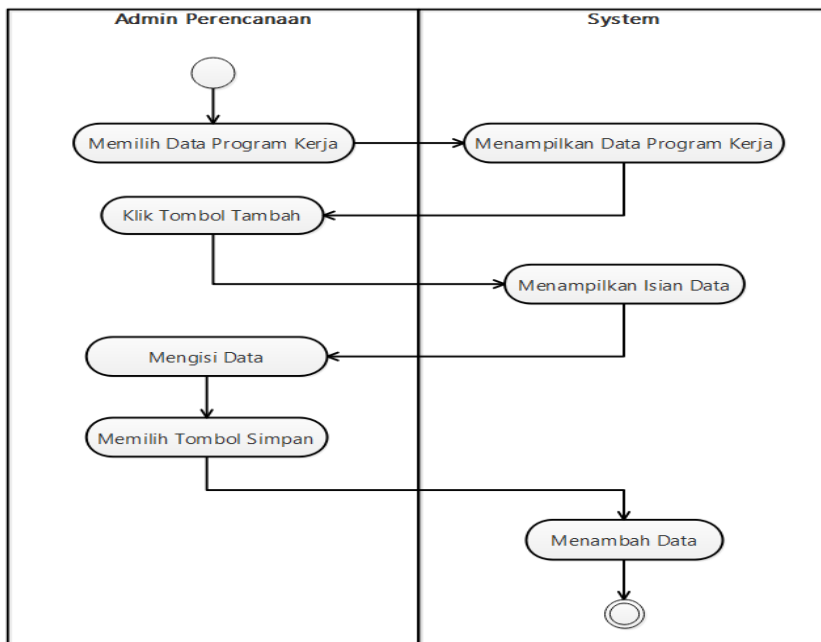 Admin Perencanaan
System
Memilih Data Program Kerja
Menampilkan Data Program Kerja
Klik Tombol Tambah
Menampilkan Isian Data
Mengisi Data
Memilih Tombol Simpan
Menambah Data